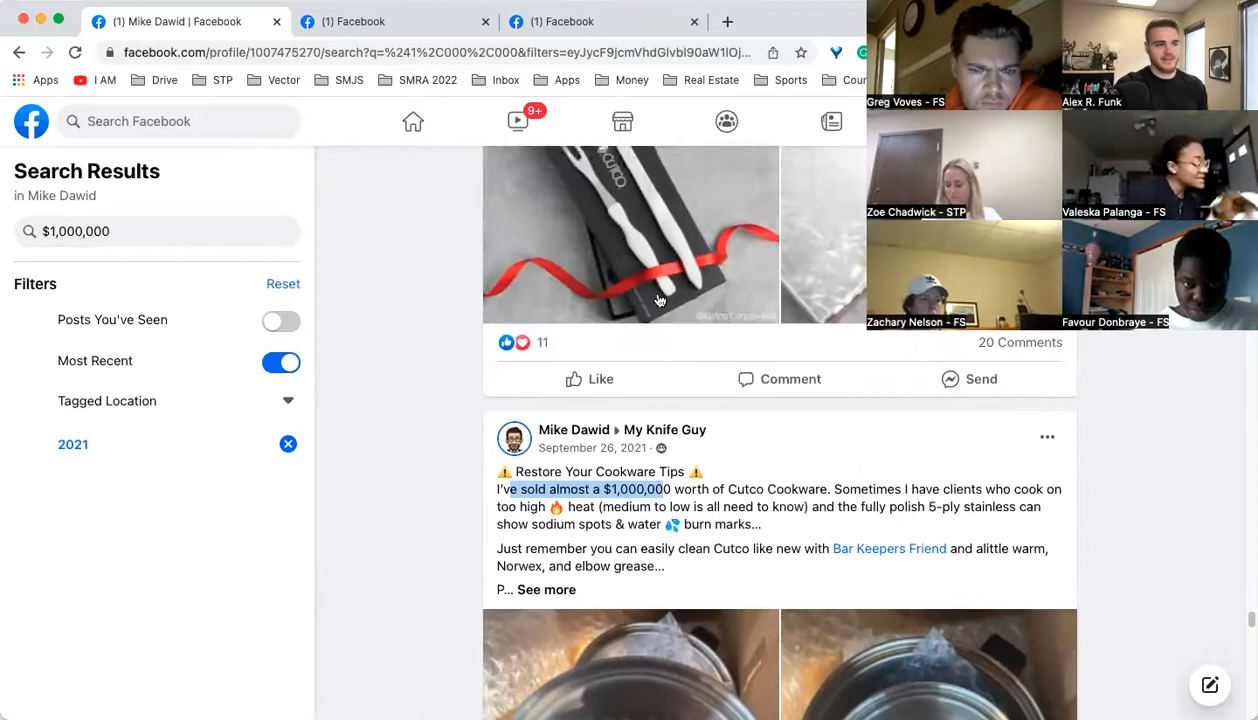 (1) Mike Dawid | Facebook
(1) Facebook
(1) Facebook
facebook.com/profile/1007475270/search?q=%241%2C000%2C000&filters=eyJycF9jcmVhdGlvbl90aW1lIjo...
Apps
I AM
Drive
STP
Vector
SMJS
SMRA 2022
Inbox
Apps
Money
Real Estate
Sports
Cour
Search Facebook
9+
Search Results
in Mike Dawid
$1,000,000
Filters
Reset
Posts You've Seen
Most Recent
Tagged Location
2021
CUTCO
11
20 Comments
Like
Comment
Send
Mike Dawid ▸ My Knife Guy
September 26, 2021 ·
⚠️ Restore Your Cookware Tips ⚠️
I've sold almost a $1,000,000 worth of Cutco Cookware. Sometimes I have clients who cook on
too high 🔥 heat (medium to low is all need to know) and the fully polish 5-ply stainless can
show sodium spots & water 💦 burn marks...
Just remember you can easily clean Cutco like new with Bar Keepers Friend and alittle warm,
Norwex, and elbow grease...
P... See more
Greg Voves - FS
Alex R. Funk
Zoe Chadwick - STP
Valeska Palanga - FS
Zachary Nelson - FS
Favour Donbraye - FS